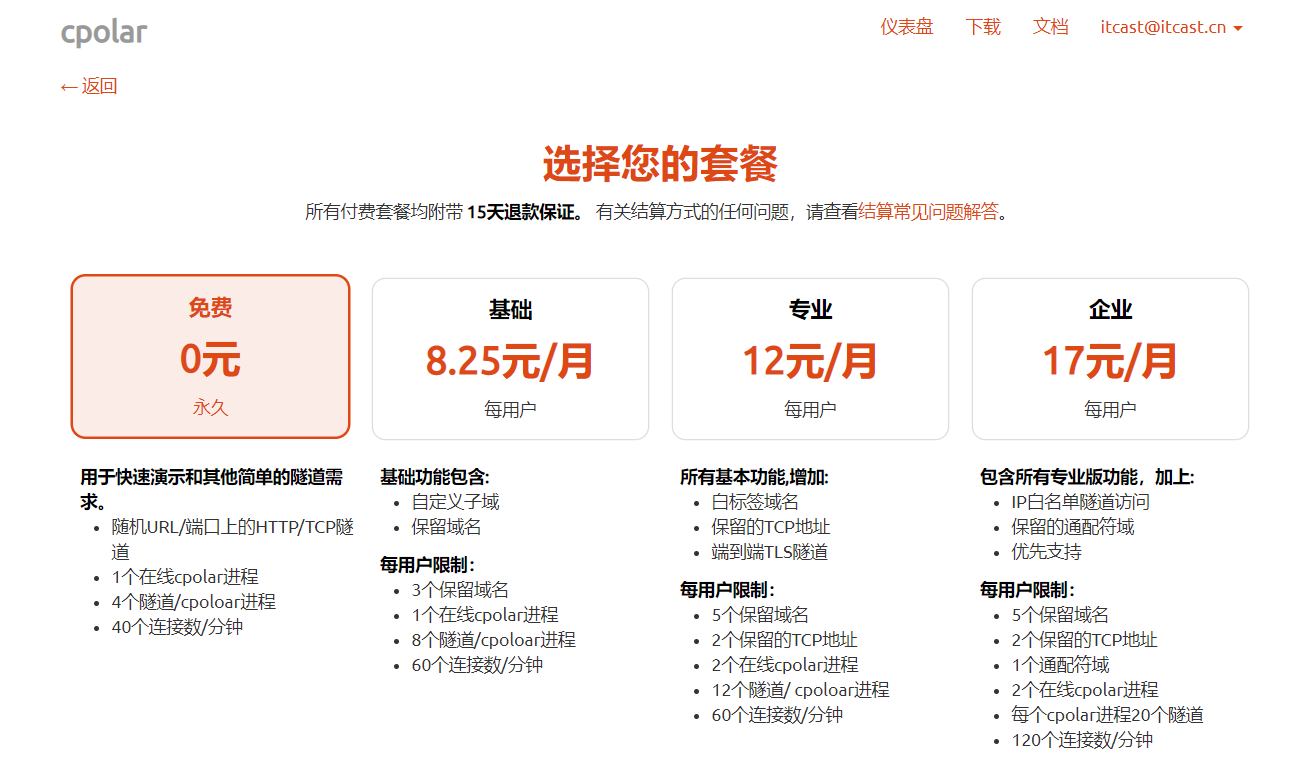 cpolar
仪表盘 下载 文档 itcast@itcast.cn
← 返回
选择您的套餐
所有付费套餐均附带 15天退款保证。 有关结算方式的任何问题，请查看结算常见问题解答。
免费
0元
永久
用于快速演示和其他简单的隧道需
求。
随机URL/端口上的HTTP/TCP隧
道
1个在线cpolar进程
4个隧道/cpoloar进程
40个连接数/分钟
基础
8.25元/月
每用户
基础功能包含:
自定义子域
保留域名
每用户限制：
3个保留域名
1个在线cpolar进程
8个隧道/cpoloar进程
60个连接数/分钟
专业
12元/月
每用户
所有基本功能,增加:
白标签域名
保留的TCP地址
端到端TLS隧道
每用户限制：
5个保留域名
2个保留的TCP地址
2个在线cpolar进程
12个隧道/ cpoloar进程
60个连接数/分钟
企业
17元/月
每用户
包含所有专业版功能，加上:
IP白名单隧道访问
保留的通配符域
优先支持
每用户限制：
5个保留域名
2个保留的TCP地址
1个通配符域
2个在线cpolar进程
每个cpolar进程20个隧道
120个连接数/分钟